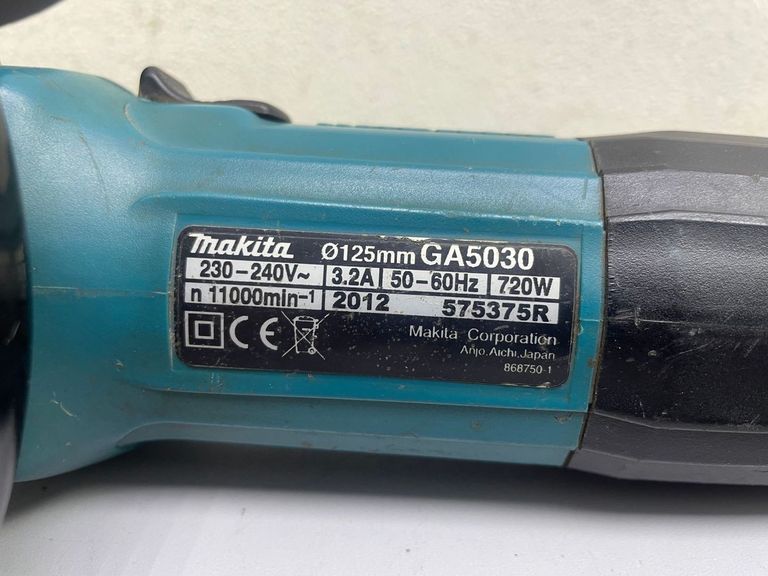 makita Ø125mm GA5030
230-240V~ 3.2A 50-60Hz 720W
n 11000min-1 2012 575375R
CE Makita Corporation
Anjo, Aichi, Japan
868750-1